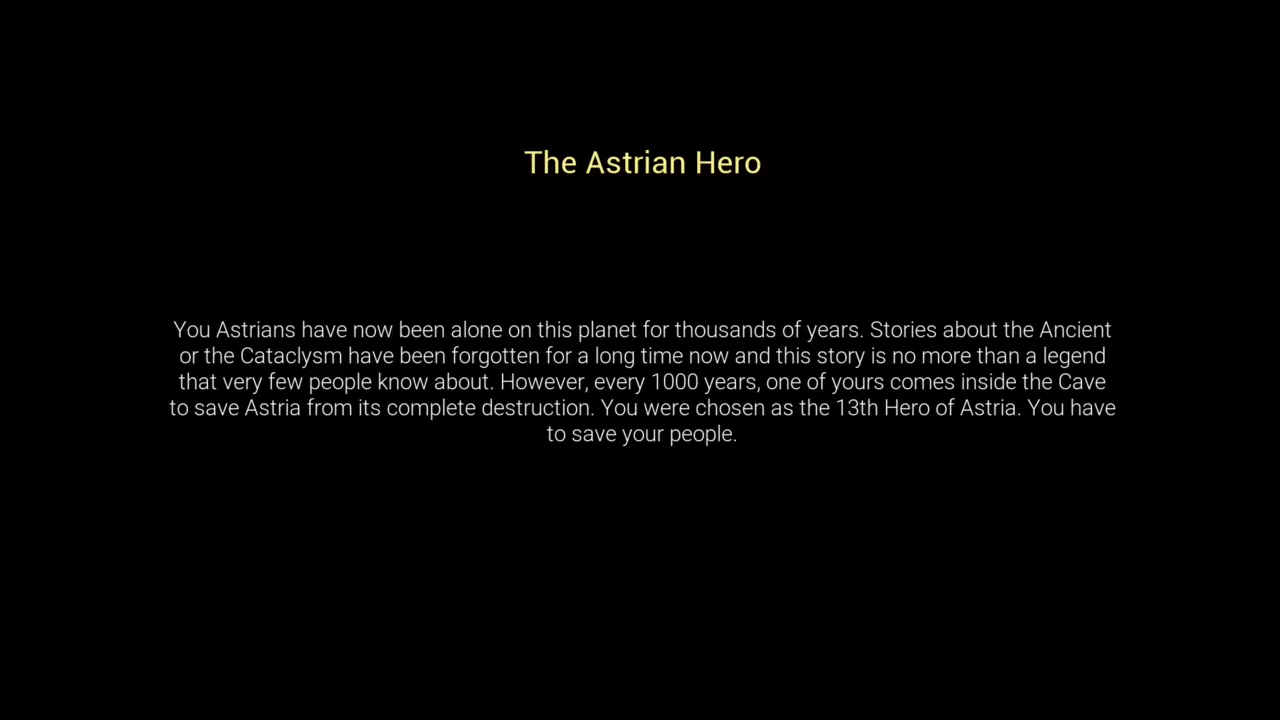 The Astrian Hero
You Astrians have now been alone on this planet for thousands of years. Stories about the Ancient
or the Cataclysm have been forgotten for a long time now and this story is no more than a legend
that very few people know about. However, every 1000 years, one of yours comes inside the Cave
to save Astria from its complete destruction. You were chosen as the 13th Hero of Astria. You have
to save your people.